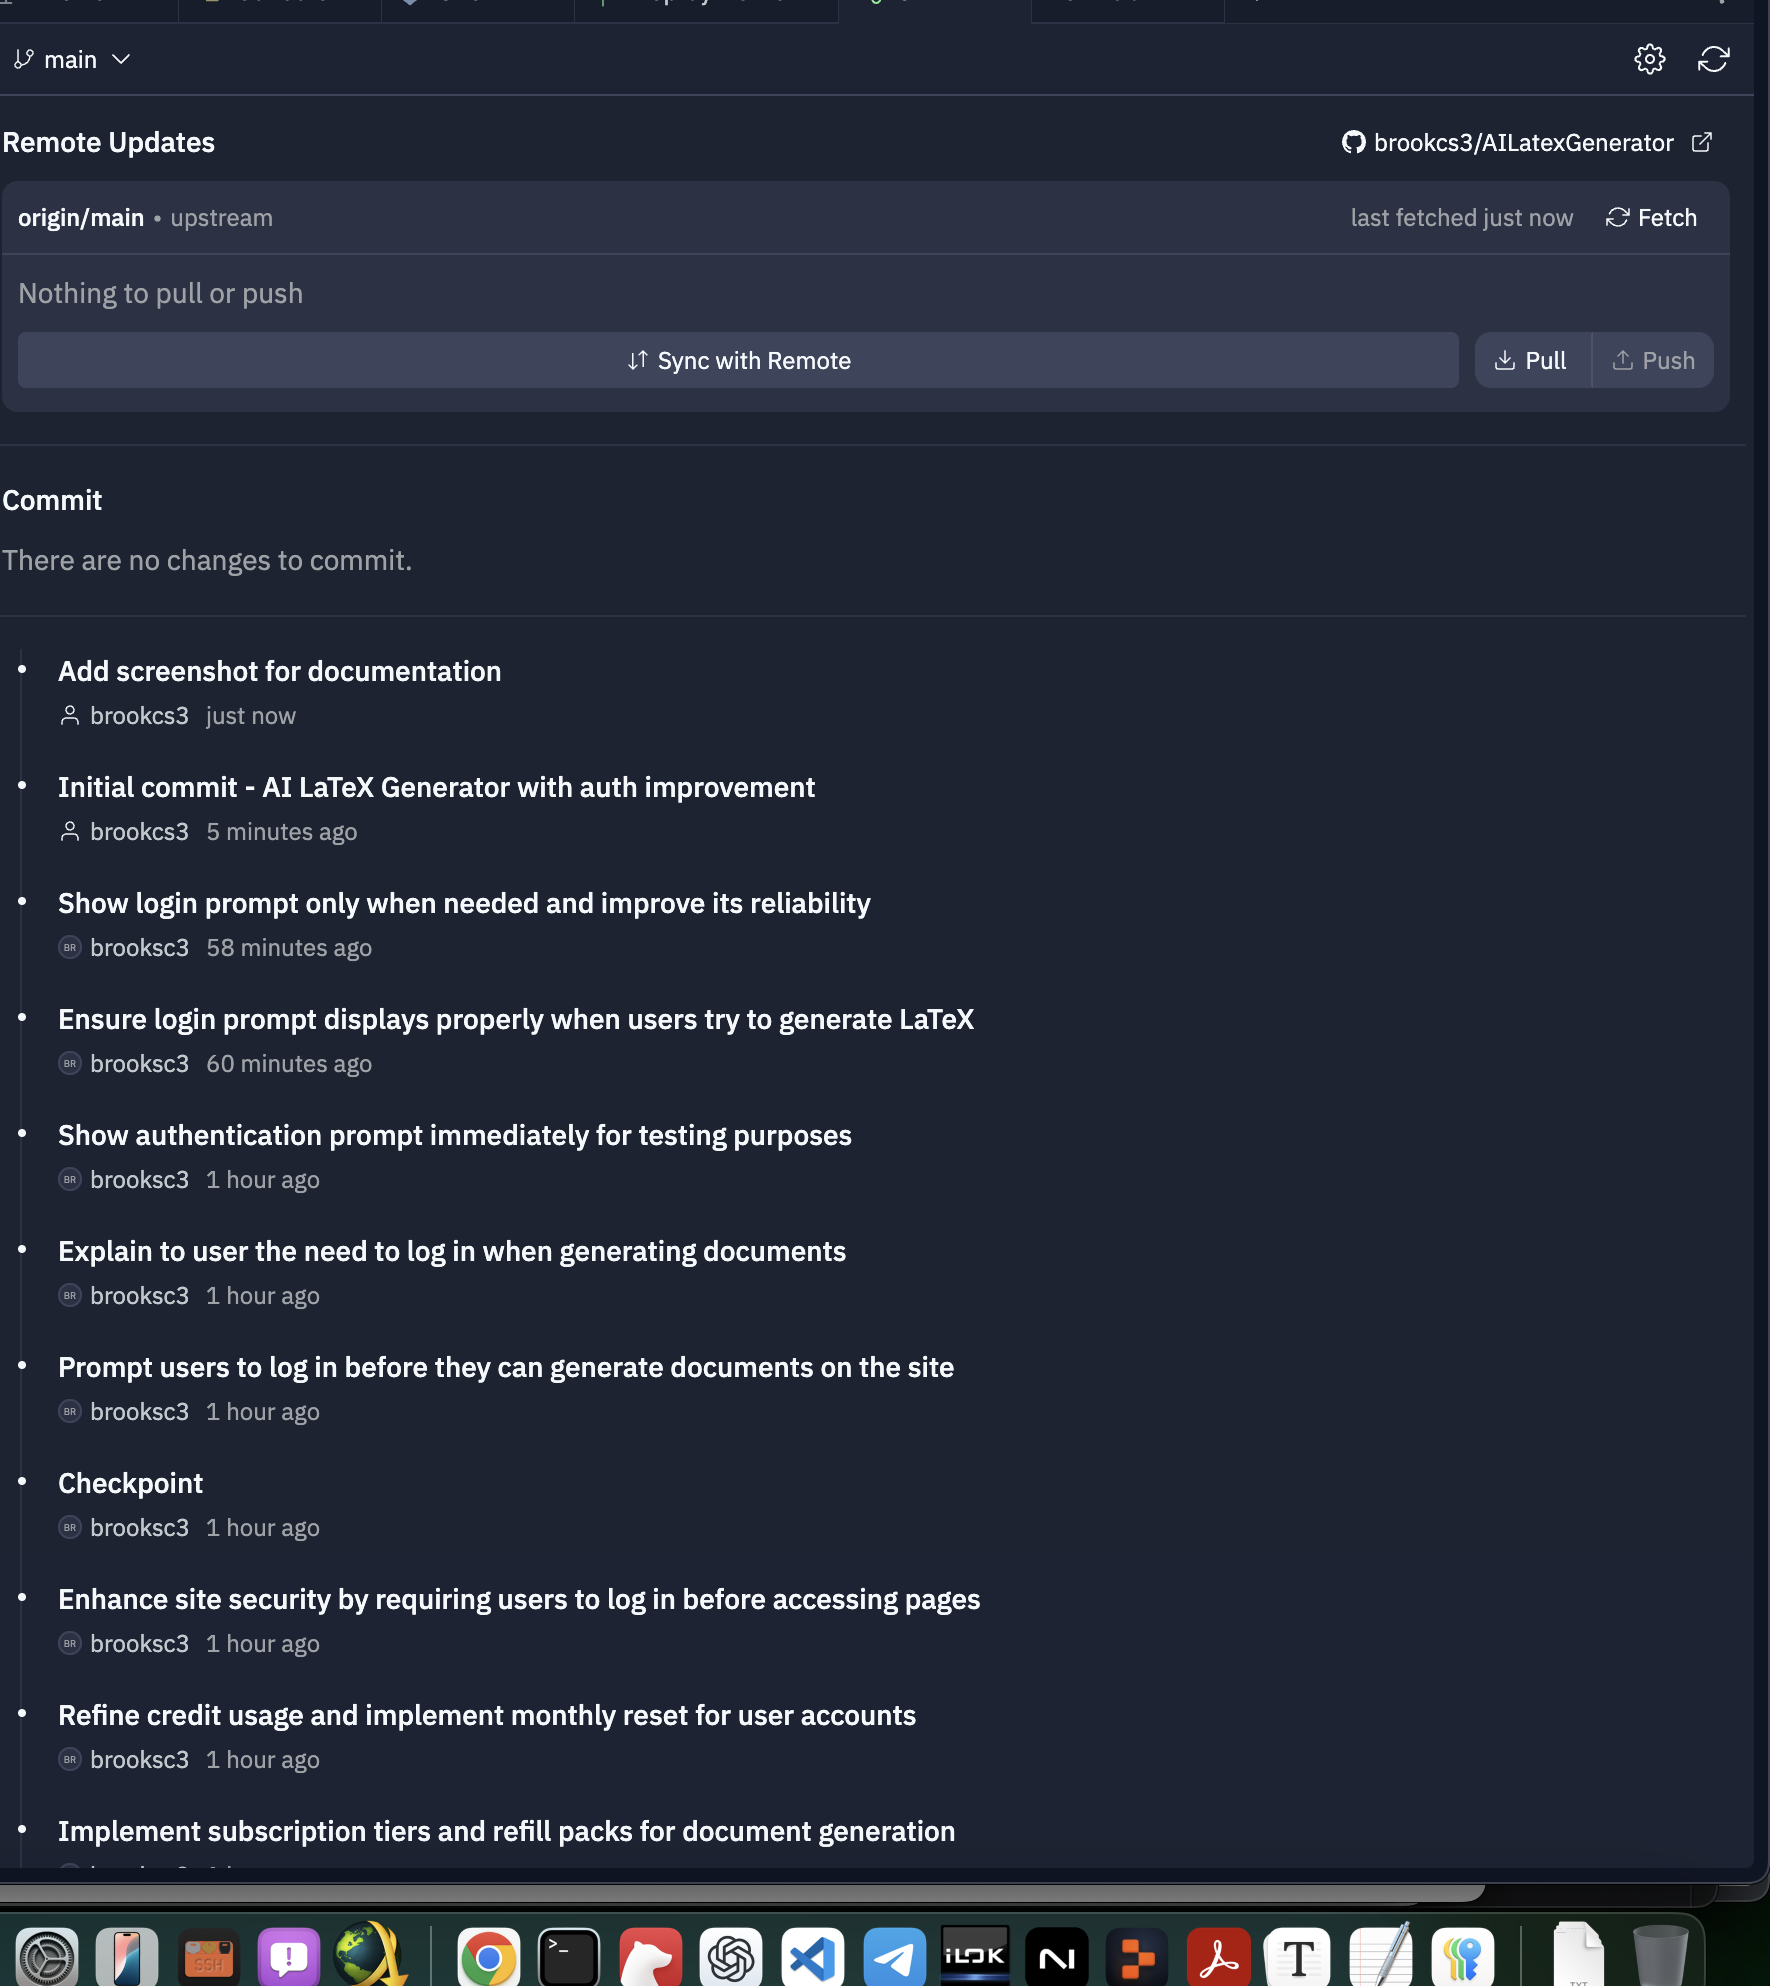 main
Remote Updates
brookcs3/AILatexGenerator
origin/main • upstream
last fetched just now
Fetch
Nothing to pull or push
Sync with Remote
Pull
Push
Commit
There are no changes to commit.
Add screenshot for documentation
brookcs3 just now
Initial commit - AI LaTeX Generator with auth improvement
brookcs3 5 minutes ago
Show login prompt only when needed and improve its reliability
BR brooksc3 58 minutes ago
Ensure login prompt displays properly when users try to generate LaTeX
BR brooksc3 60 minutes ago
Show authentication prompt immediately for testing purposes
BR brooksc3 1 hour ago
Explain to user the need to log in when generating documents
BR brooksc3 1 hour ago
Prompt users to log in before they can generate documents on the site
BR brooksc3 1 hour ago
Checkpoint
BR brooksc3 1 hour ago
Enhance site security by requiring users to log in before accessing pages
BR brooksc3 1 hour ago
Refine credit usage and implement monthly reset for user accounts
BR brooksc3 1 hour ago
Implement subscription tiers and refill packs for document generation
SSH
>_
iLOK
T
TXT